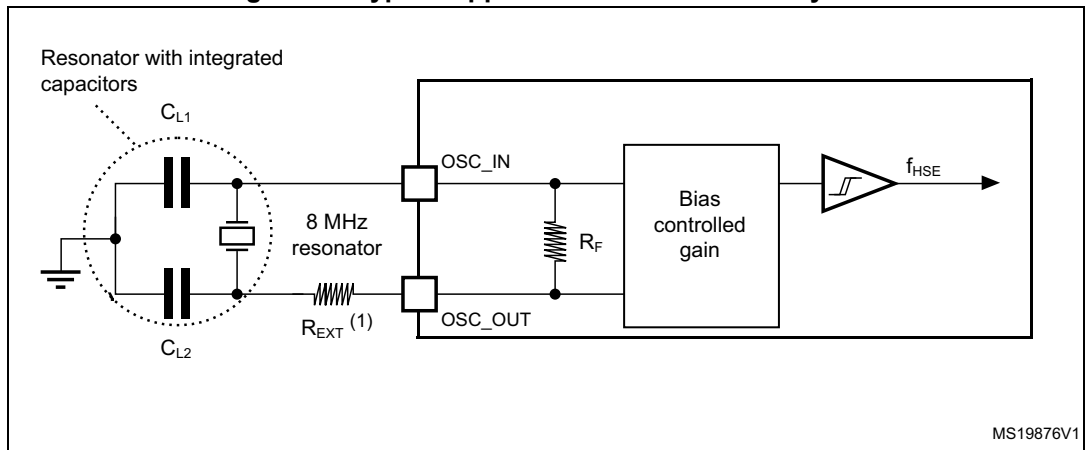 Resonator with integrated
capacitors
CL1
OSC_IN
fHSE
8 MHz
resonator
RF
Bias
controlled
gain
REXT (1)
OSC_OUT
CL2
MS19876V1